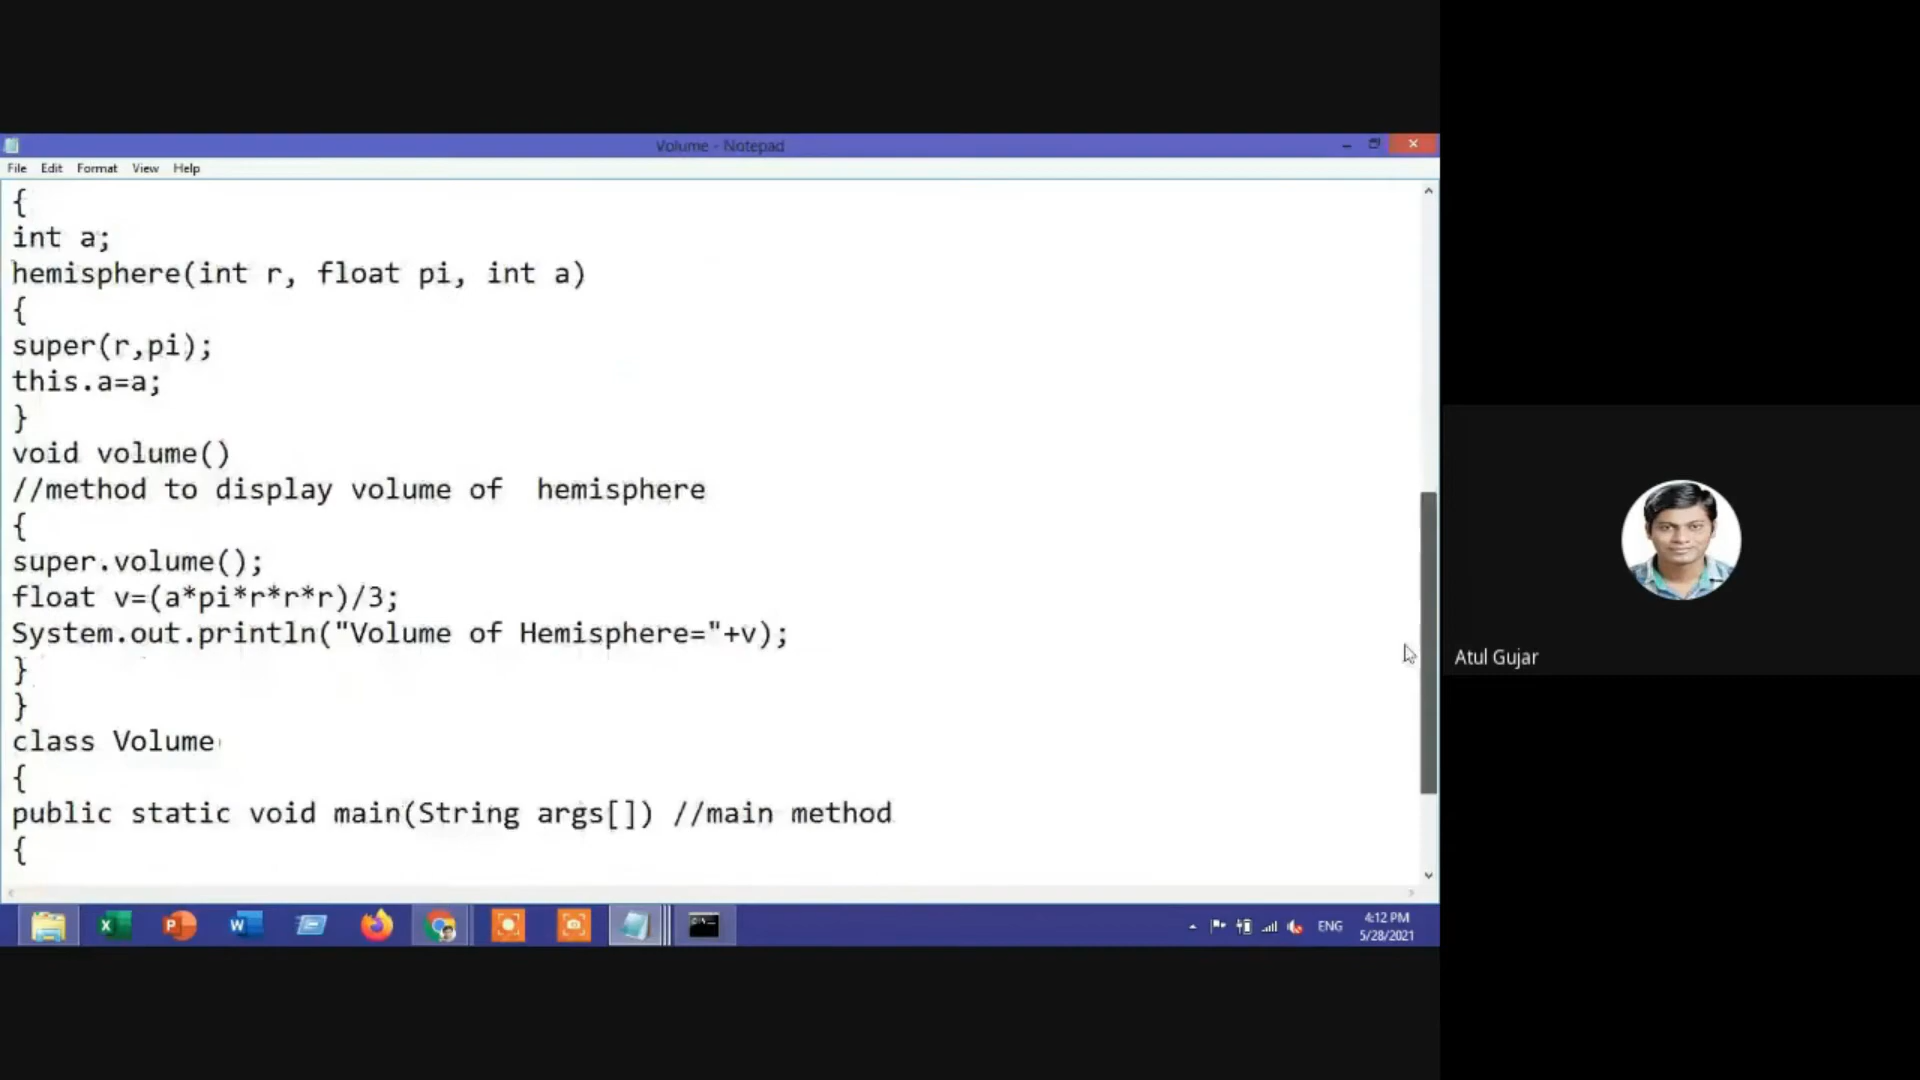 Volume - Notepad
File Edit Format View Help
{
int a;
hemisphere(int r, float pi, int a)
{
super(r,pi);
this.a=a;
}
void volume()
//method to display volume of  hemisphere
{
super.volume();
float v=(a*pi*r*r*r)/3;
System.out.println("Volume of Hemisphere="+v);
}
}
class Volume
{
public static void main(String args[]) //main method
{
Atul Gujar
ENG
4:12 PM
5/28/2021